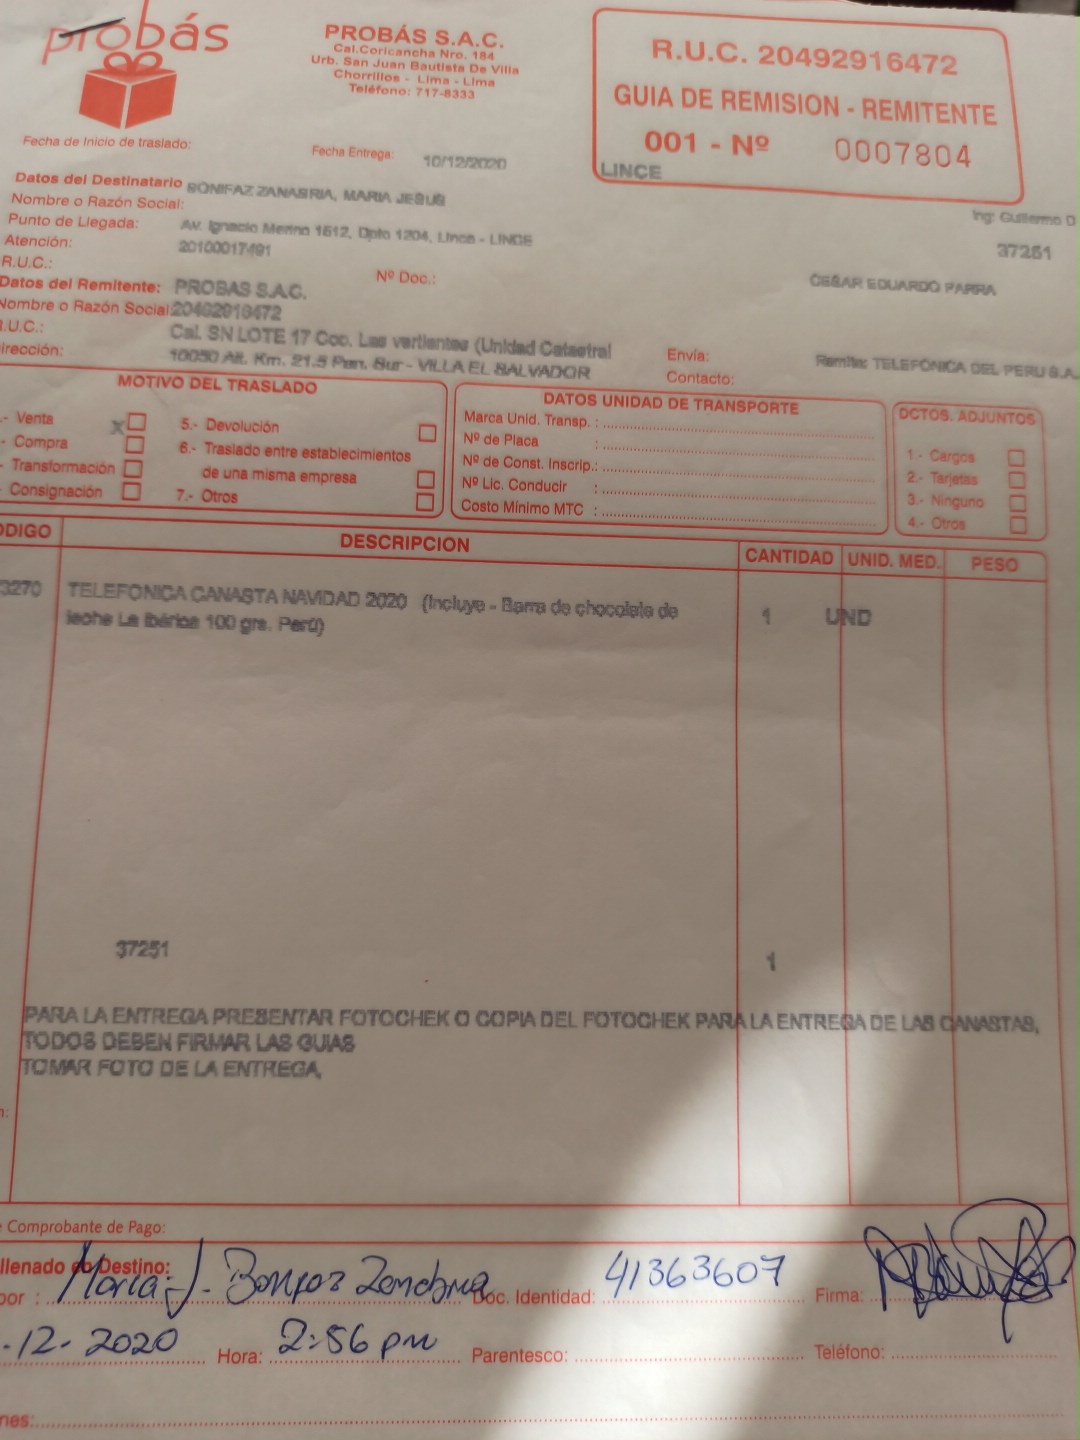 probás
PROBÁS S.A.C.
Cal.Coricancha Nro. 184
Urb. San Juan Bautista De Villa
Chorrillos - Lima - Lima
Teléfono: 717-8333
R.U.C. 20492916472
GUIA DE REMISION - REMITENTE
001 - Nº 0007804
LINCE
Fecha de Inicio de traslado:
Fecha Entrega: 10/12/2020
Datos del Destinatario
Nombre o Razón Social: BONIFAZ ZANABRIA, MARIA JESUS
Punto de Llegada: Av. Ignacio Merino 1612, Dpto 1204, Lince - LINCE
Atención: 20100017491
R.U.C.:
Nº Doc.:
Ing: Guillermo D
37251
CESAR EDUARDO PARRA
Datos del Remitente: PROBAS S.A.C.
Nombre o Razón Social: 20492916472
.U.C.: Cal. SN LOTE 17 Coo. Las vertientes (Unidad Catastral
irección: 10050 Alt. Km. 21.5 Pan. Sur - VILLA EL SALVADOR
Envía:
Contacto:
Remite: TELEFONICA DEL PERU S.A.
MOTIVO DEL TRASLADO
.- Venta X
- Compra
- Transformación
Consignación
5.- Devolución
6.- Traslado entre establecimientos
de una misma empresa
7.- Otros
DATOS UNIDAD DE TRANSPORTE
Marca Unid. Transp. :
Nº de Placa :
Nº de Const. Inscrip.:
Nº Lic. Conducir :
Costo Mínimo MTC :
DCTOS. ADJUNTOS
1.- Cargos
2.- Tarjetas
3.- Ninguno
4.- Otros
ODIGO DESCRIPCION CANTIDAD UNID. MED. PESO
3270 TELEFONICA CANASTA NAVIDAD 2020 (Incluye - Barra de chocolate de 1 UND
leche La Ibérica 100 grs. Perú)
37251 1
PARA LA ENTREGA PRESENTAR FOTOCHEK O COPIA DEL FOTOCHEK PARA LA ENTREGA DE LAS CANASTAS,
TODOS DEBEN FIRMAR LAS GUIAS
TOMAR FOTO DE LA ENTREGA,
n:
Comprobante de Pago:
llenado en Destino:
por : Maria J. Bonifaz Zanabria Doc. Identidad: 41363607 Firma:
.12.2020 Hora: 2:56 pm Parentesco: Teléfono:
nes: